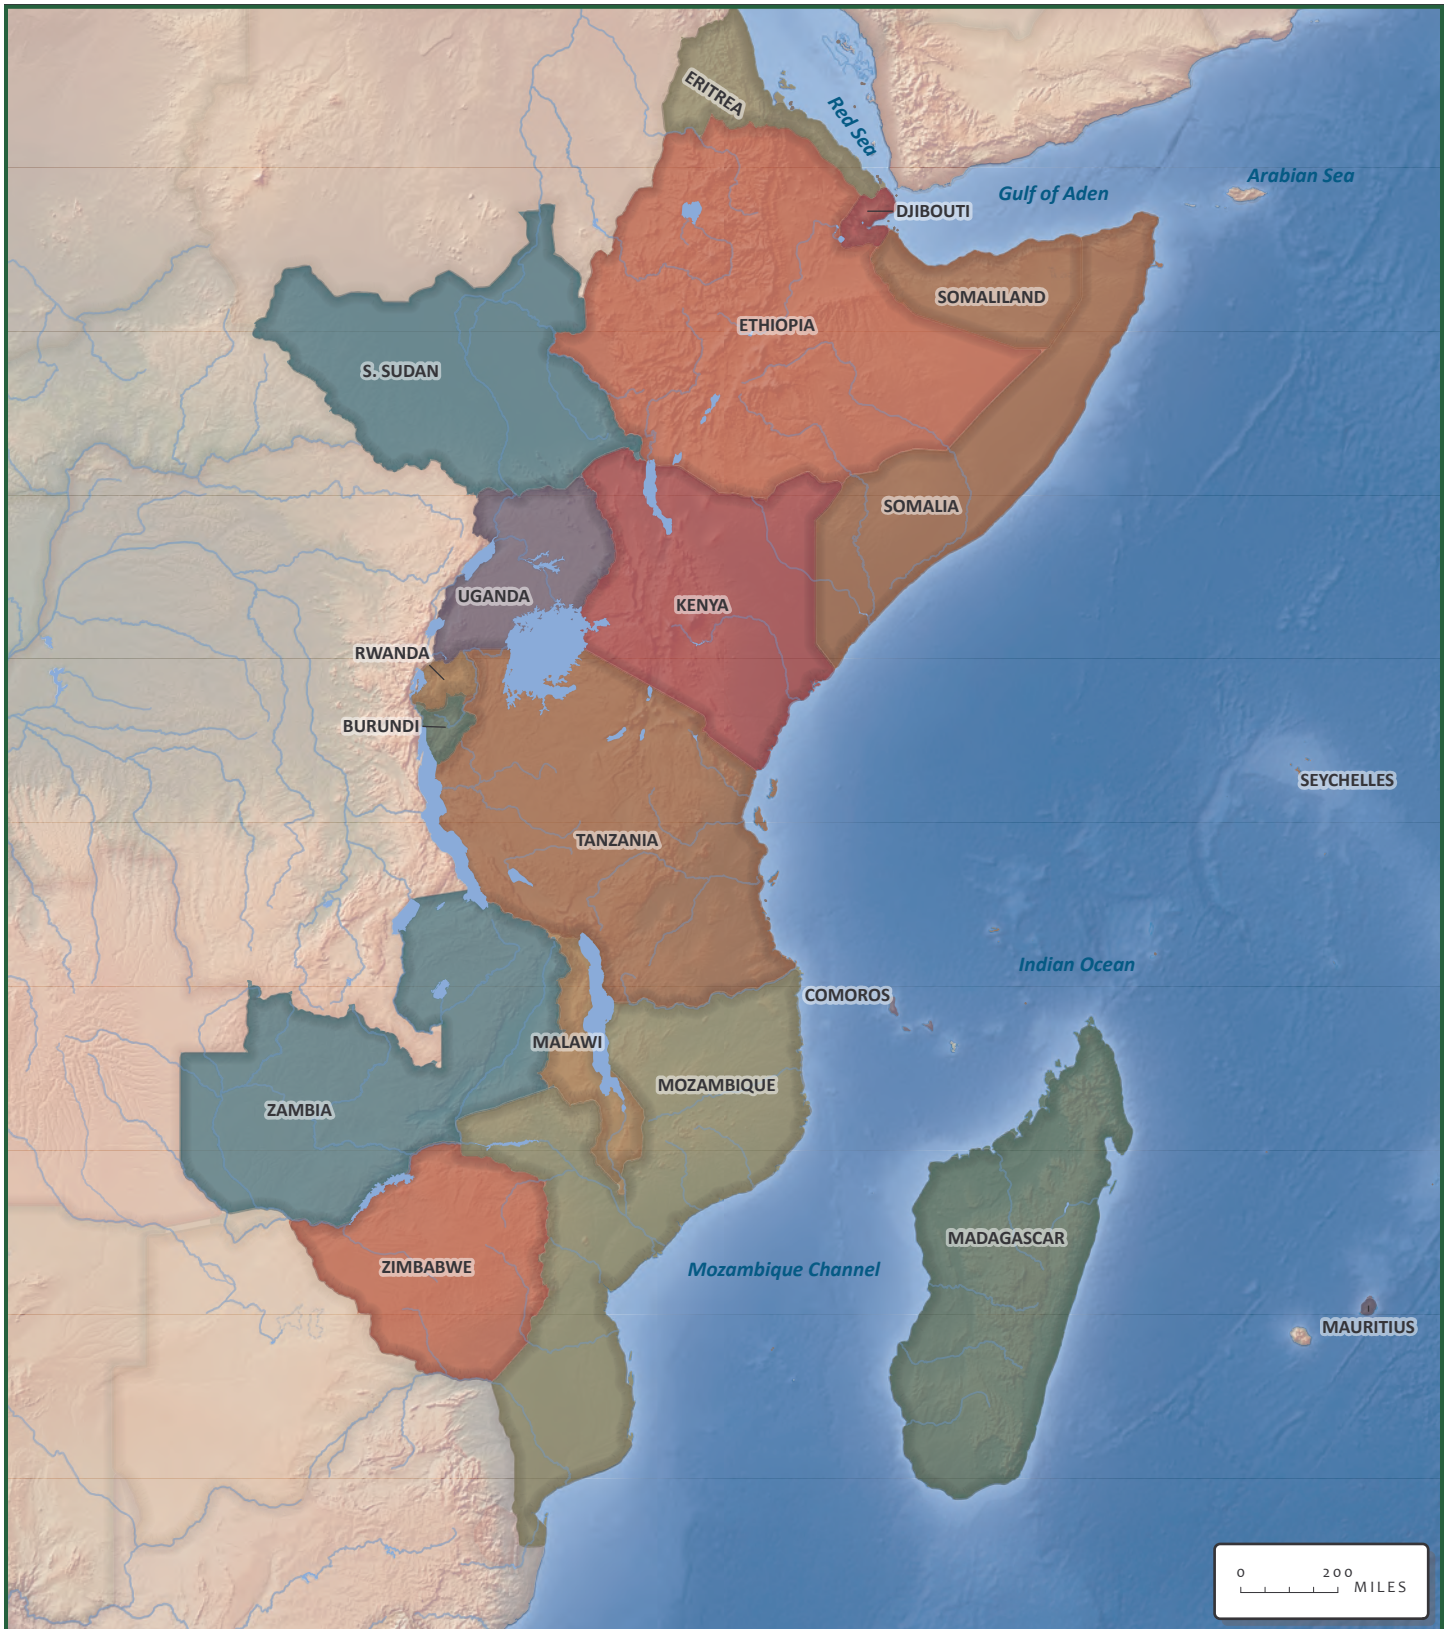 ERITREA
Red Sea
Arabian Sea
Gulf of Aden
DJIBOUTI
SOMALILAND
ETHIOPIA
S. SUDAN
SOMALIA
UGANDA
KENYA
RWANDA
BURUNDI
SEYCHELLES
TANZANIA
Indian Ocean
COMOROS
MALAWI
MOZAMBIQUE
ZAMBIA
MADAGASCAR
ZIMBABWE
Mozambique Channel
MAURITIUS
0 200
MILES